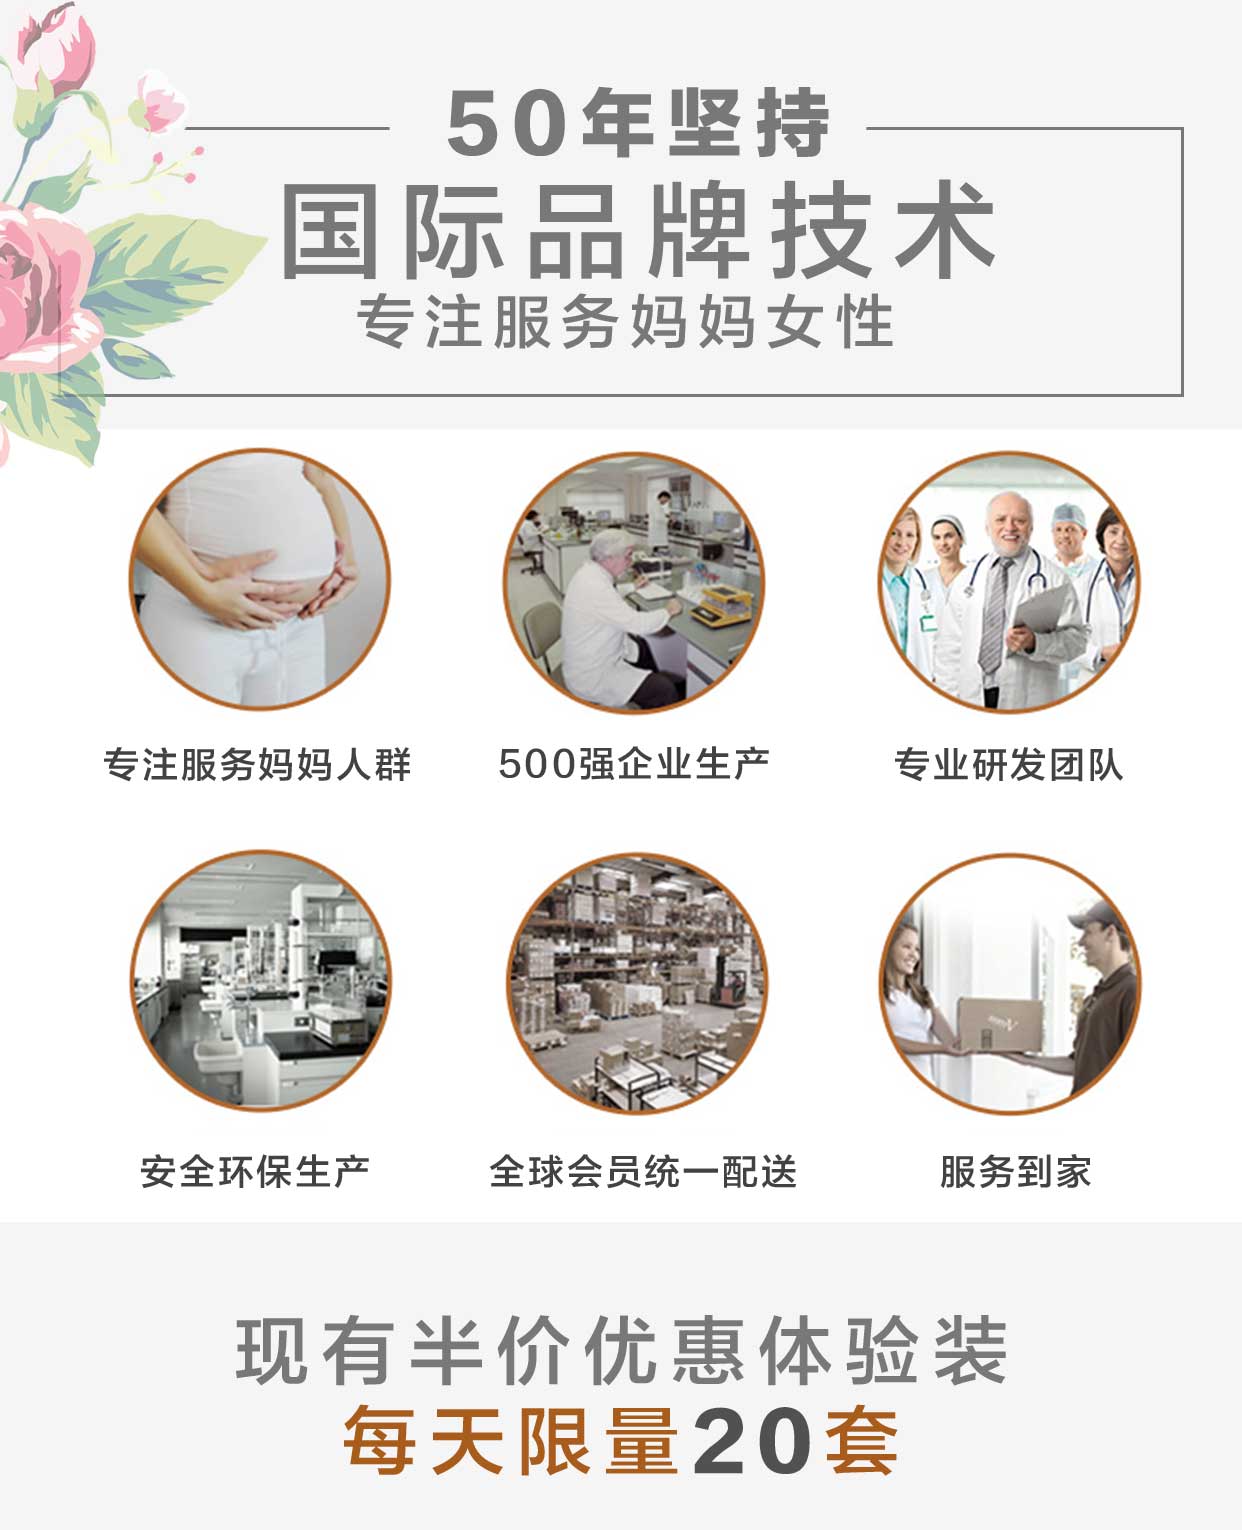 50年坚持
国际品牌技术
专注服务妈妈女性
专注服务妈妈人群
500强企业生产
专业研发团队
安全环保生产
全球会员统一配送
服务到家
现有半价优惠体验装
每天限量20套